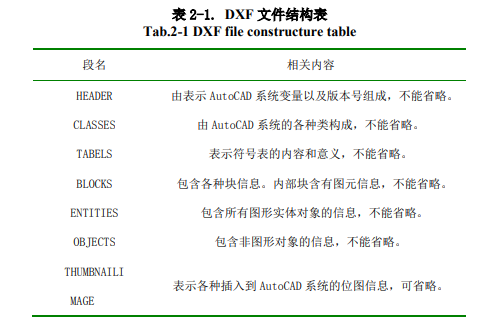 表 2-1. DXF 文件结构表
Tab.2-1 DXF file constructure table
段名 相关内容
HEADER 由表示 AutoCAD 系统变量以及版本号组成，不能省略。
CLASSES 由 AutoCAD 系统的各种类构成，不能省略。
TABELS 表示符号表的内容和意义，不能省略。
BLOCKS 包含各种块信息。内部块含有图元信息，不能省略。
ENTITIES 包含所有图形实体对象的信息，不能省略。
OBJECTS 包含非图形对象的信息，不能省略。
THUMBNAILI
表示各种插入到 AutoCAD 系统的位图信息，可省略。
MAGE